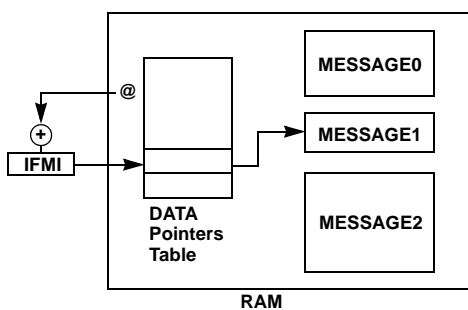 MESSAGE0
@
MESSAGE1
+
IFMI
DATA
Pointers
Table
MESSAGE2
RAM